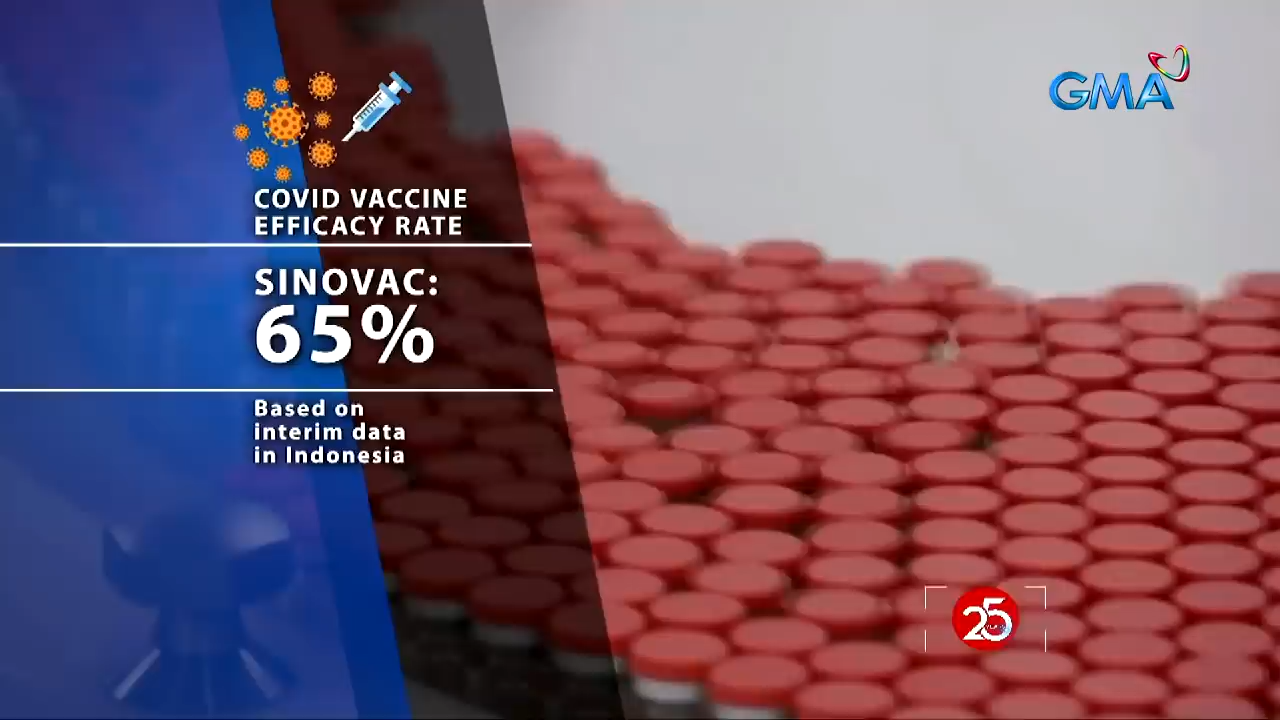 GMA
COVID VACCINE
EFFICACY RATE
SINOVAC:
65%
Based on
interim data
in Indonesia
25